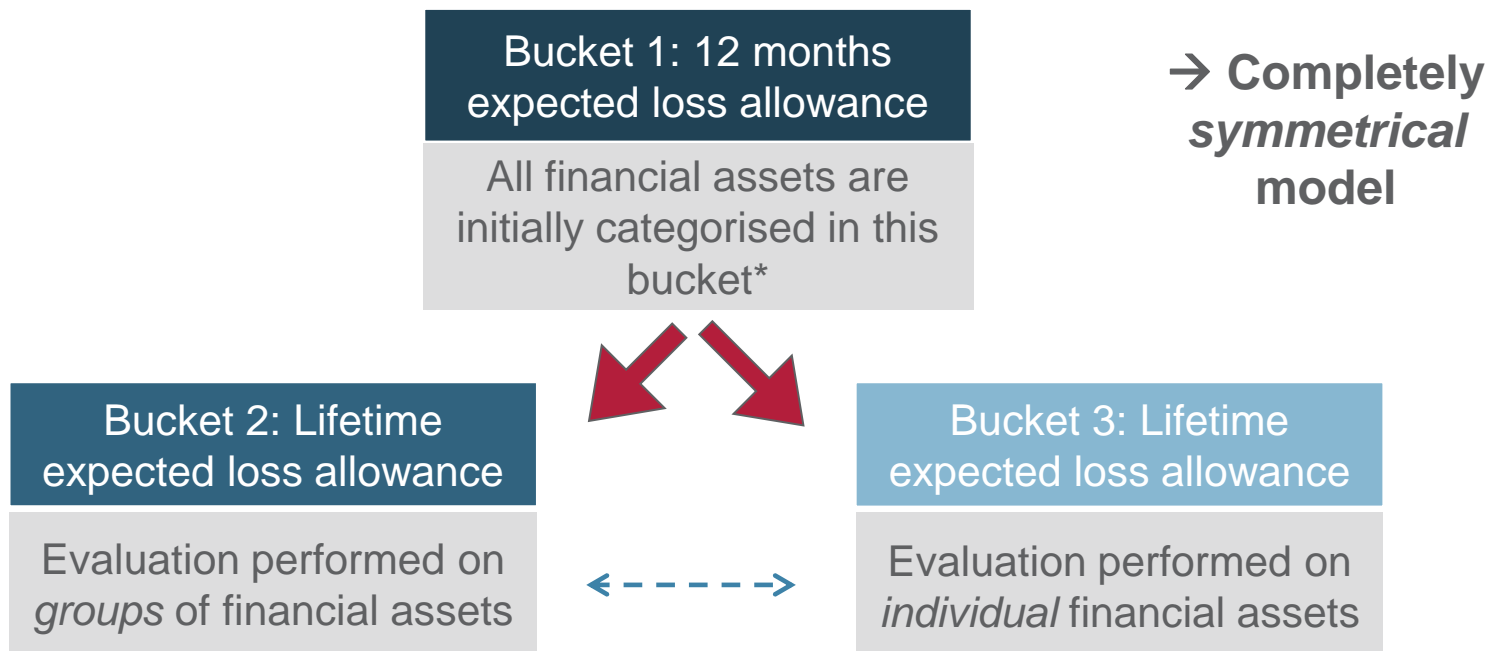 Bucket 1: 12 months
expected loss allowance
All financial assets are
initially categorised in this
bucket*
→ Completely
symmetrical
model
Bucket 2: Lifetime
expected loss allowance
Evaluation performed on
groups of financial assets
Bucket 3: Lifetime
expected loss allowance
Evaluation performed on
individual financial assets